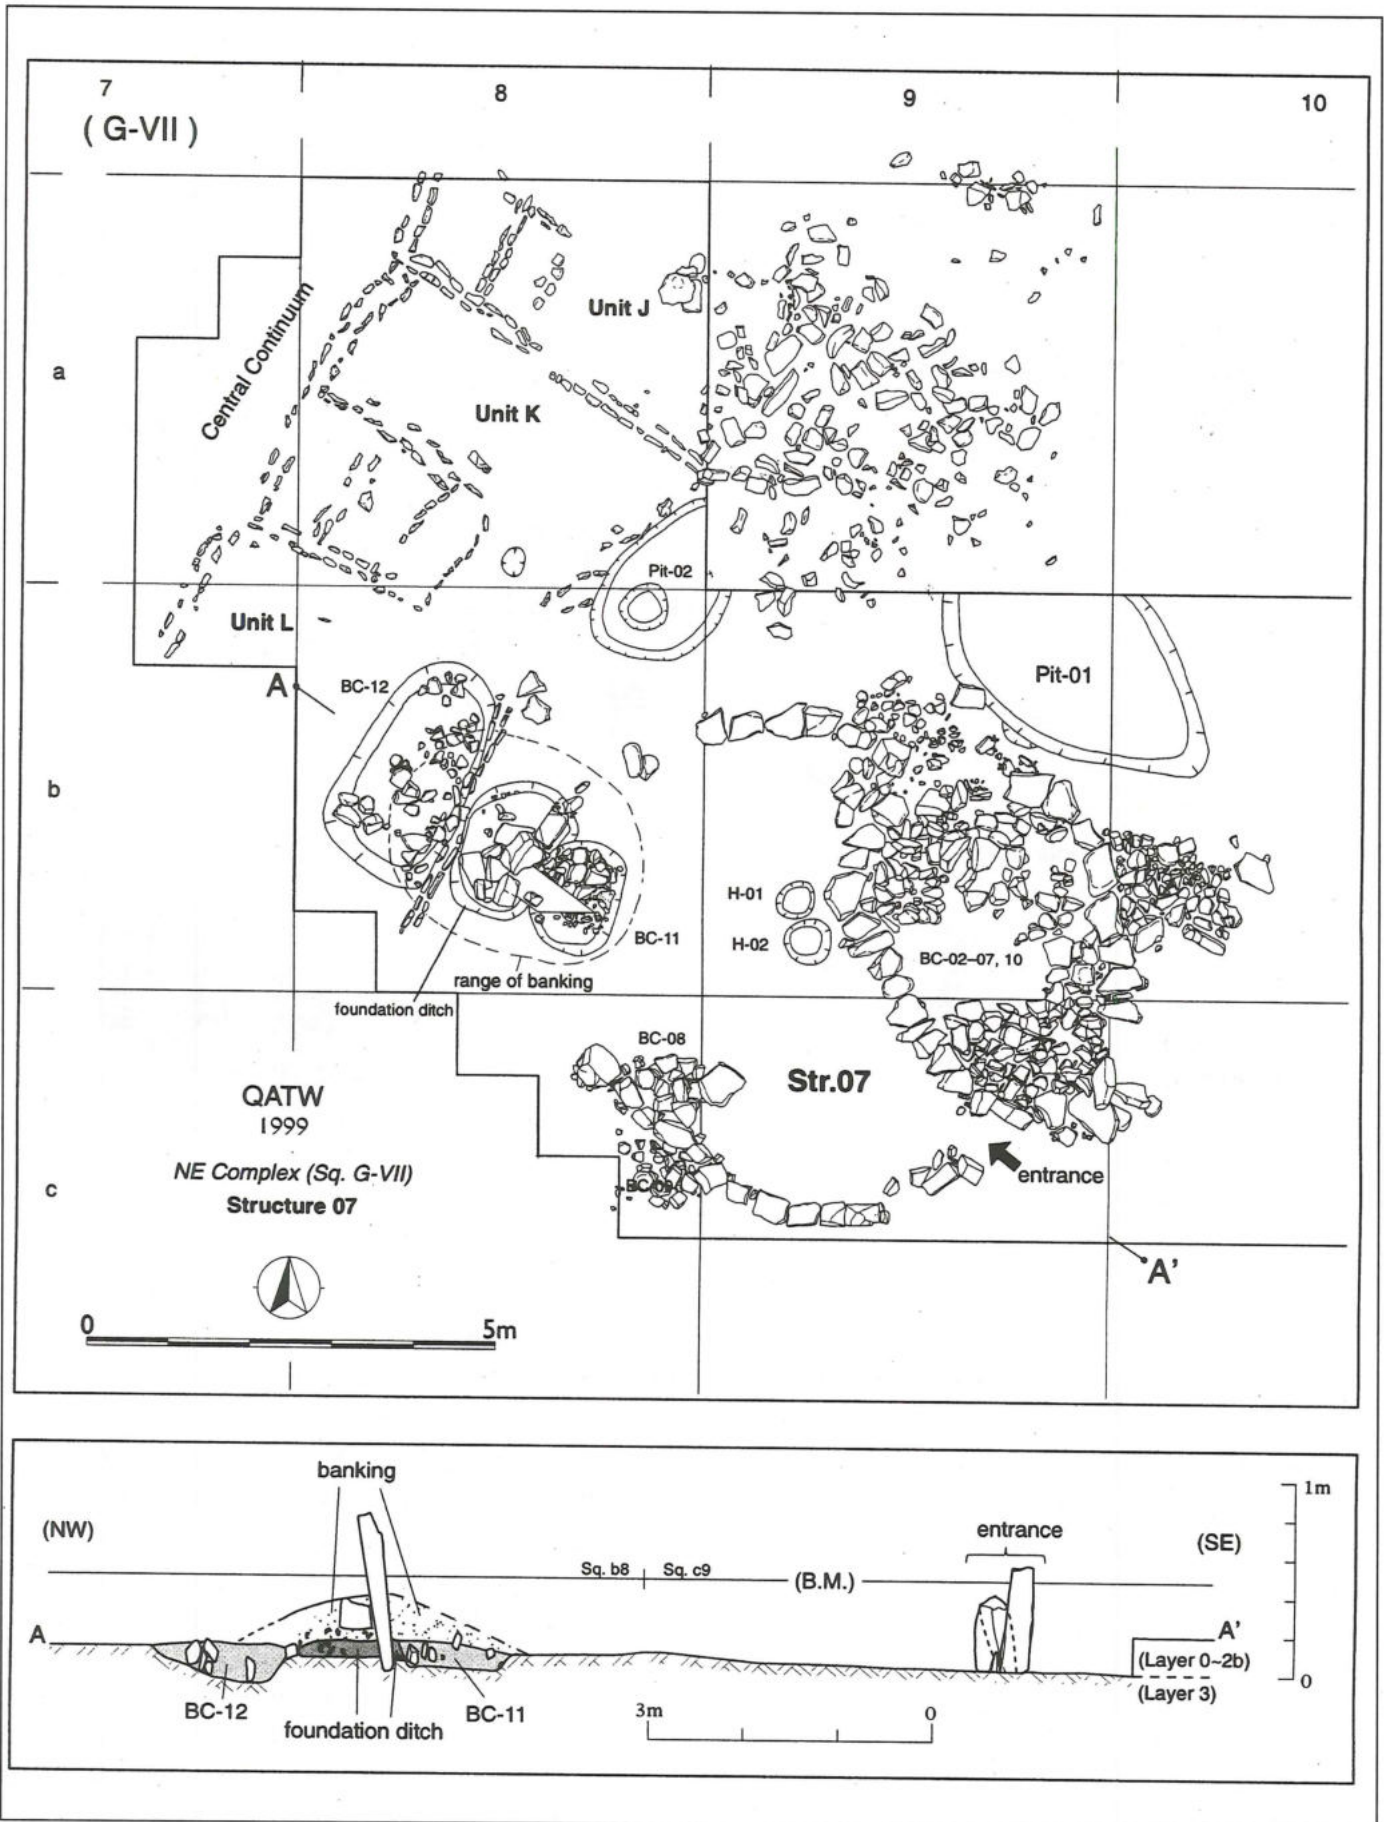 7
8
9
10
( G-VII )
Unit J
Central Continuum
a
Unit K
Pit-02
Unit L
Pit-01
A
BC-12
b
H-01
H-02
BC-11
BC-02–07, 10
range of banking
foundation ditch
BC-08
Str.07
QATW
1999
NE Complex (Sq. G-VII)
Structure 07
c
BC-09
entrance
A'
0
5m
banking
1m
(NW)
entrance
(SE)
Sq. b8
Sq. c9
(B.M.)
A
A'
(Layer 0~2b)
0
(Layer 3)
BC-12
BC-11
foundation ditch
3m
0